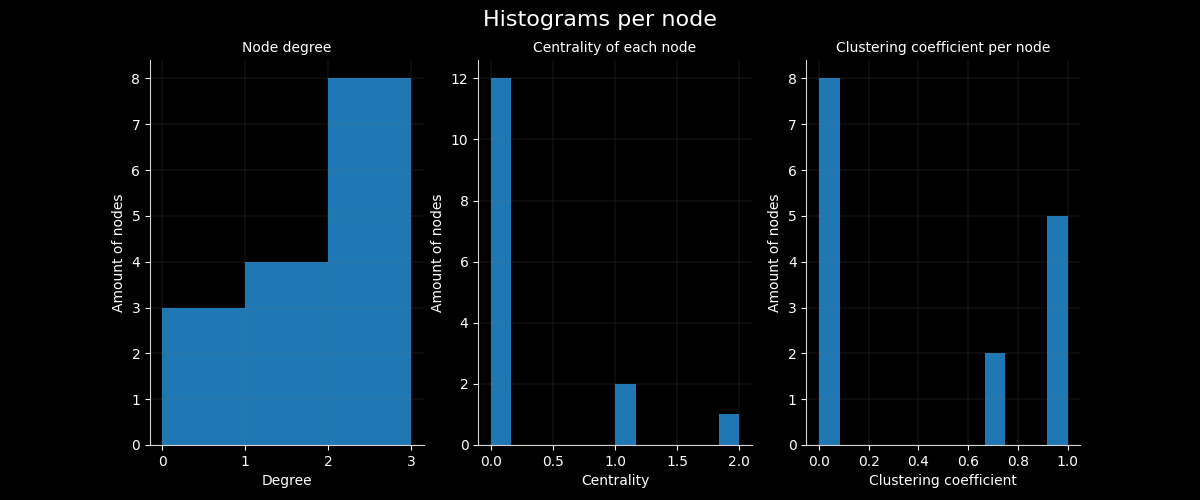 Histograms per node
Node degree
8
7
6
5
4
3
2
1
0
Amount of nodes
0 1 2 3
Degree
Centrality of each node
12
10
8
6
4
2
0
Amount of nodes
0.0 0.5 1.0 1.5 2.0
Centrality
Clustering coefficient per node
8
7
6
5
4
3
2
1
0
Amount of nodes
0.0 0.2 0.4 0.6 0.8 1.0
Clustering coefficient